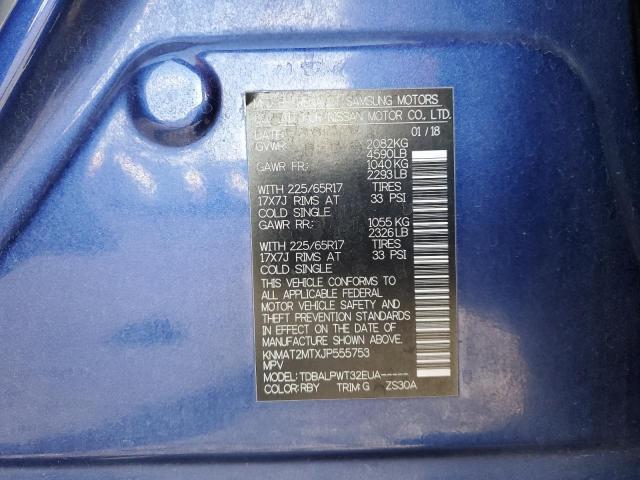 SAMSUNG MOTORS
NISSAN MOTOR CO., LTD.
DATE: 01/18
GVWR: 2082KG
4590LB
GAWR FR: 1040KG
2293LB
WITH 225/65R17 TIRES
17X7J RIMS AT 33 PSI
COLD SINGLE
GAWR RR: 1055 KG
2326LB
WITH 225/65R17 TIRES
17X7J RIMS AT 33 PSI
COLD SINGLE
THIS VEHICLE CONFORMS TO
ALL APPLICABLE FEDERAL
MOTOR VEHICLE SAFETY AND
THEFT PREVENTION STANDARDS
IN EFFECT ON THE DATE OF
MANUFACTURE SHOWN ABOVE.
KNMAT2MTXJP555753
MPV
MODEL: TDBALPWT32EUA-----
COLOR:RBY TRIM:G ZS30A